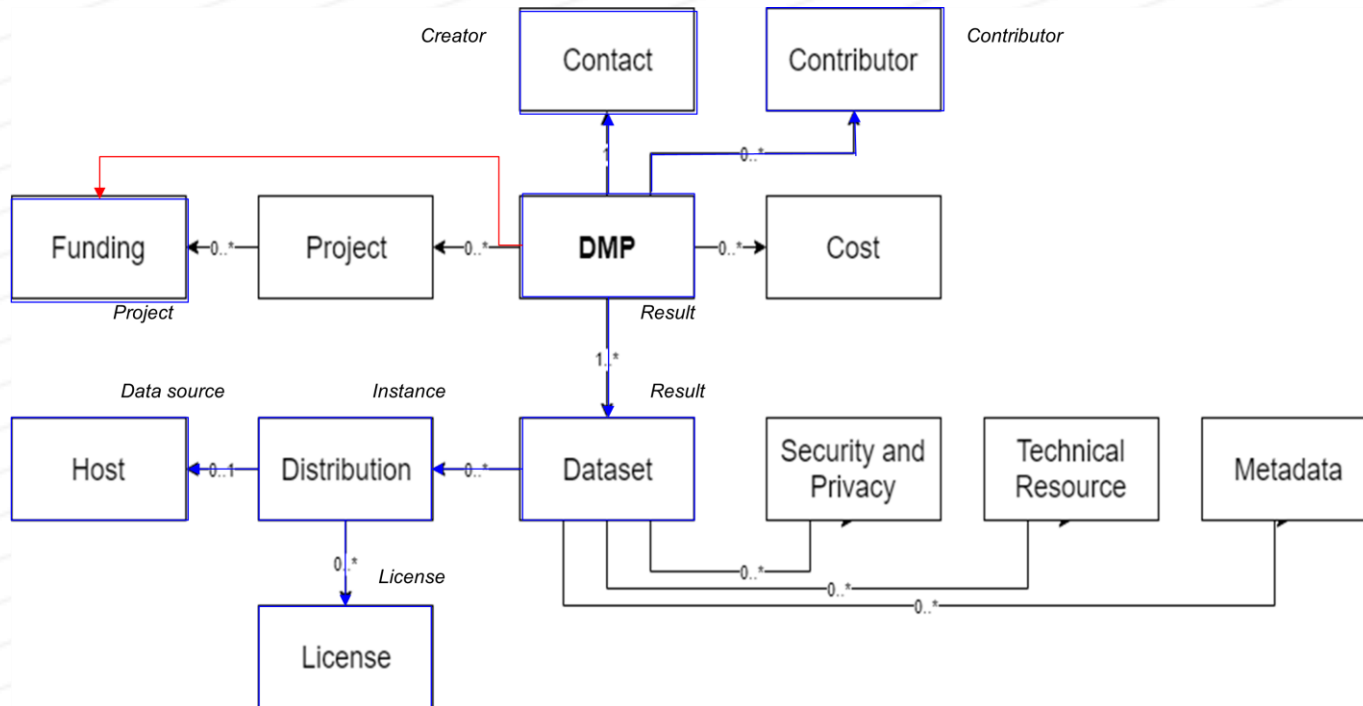 Creator
Contact
Contributor
Contributor
1
0..*
Funding
0..*
Project
0..*
DMP
0..*
Cost
Project
Result
1..*
Data source
Instance
Result
Host
0..1
Distribution
0..*
Dataset
Security and
Privacy
Technical
Resource
Metadata
0..*
License
0..*
0..*
0..*
License